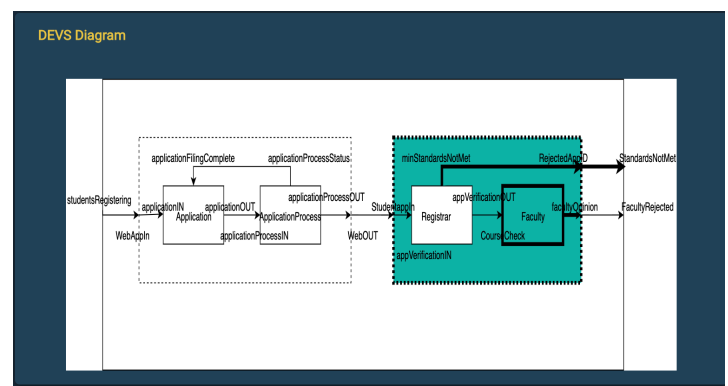 DEVS Diagram
applicationFilingComplete
applicationProcessStatus
minStandardsNotMet
RejectedAppID
StandardsNotMet
studentsRegistering
applicationIN
Application
applicationOUT
ApplicationProcess
applicationProcessOUT
StudentappIn
Registrar
appVerificationOUT
Faculty
facultyOpinion
FacultyRejected
WebAppIn
applicationProcessIN
WebOUT
CourseCheck
appVerificationIN